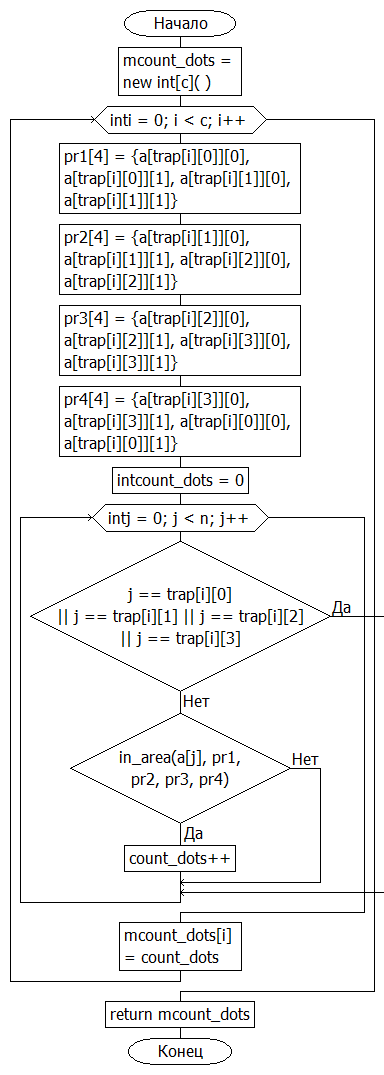 Начало
mcount_dots =
new int[c]( )
inti = 0; i < c; i++
pr1[4] = {a[trap[i][0]][0],
a[trap[i][0]][1], a[trap[i][1]][0],
a[trap[i][1]][1]}
pr2[4] = {a[trap[i][1]][0],
a[trap[i][1]][1], a[trap[i][2]][0],
a[trap[i][2]][1]}
pr3[4] = {a[trap[i][2]][0],
a[trap[i][2]][1], a[trap[i][3]][0],
a[trap[i][3]][1]}
pr4[4] = {a[trap[i][3]][0],
a[trap[i][3]][1], a[trap[i][0]][0],
a[trap[i][0]][1]}
intcount_dots = 0
intj = 0; j < n; j++
j == trap[i][0]
|| j == trap[i][1] || j == trap[i][2]
|| j == trap[i][3]
Да
Нет
in_area(a[j], pr1,
pr2, pr3, pr4)
Нет
Да
count_dots++
mcount_dots[i]
= count_dots
return mcount_dots
Конец